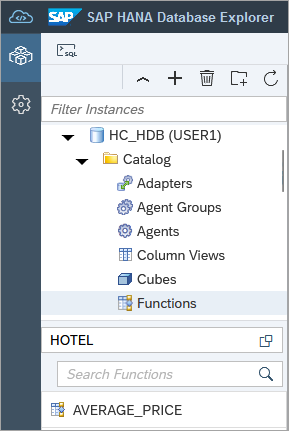 SAP SAP HANA Database Explorer
SQL
Filter Instances
HC_HDB (USER1)
Catalog
Adapters
Agent Groups
Agents
Column Views
Cubes
Functions
HOTEL
Search Functions
AVERAGE_PRICE